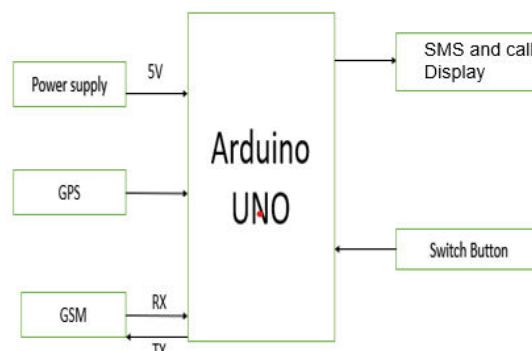 SMS and call
Display
5V
Power supply
Arduino
UNO
GPS
Switch Button
RX
GSM
TX